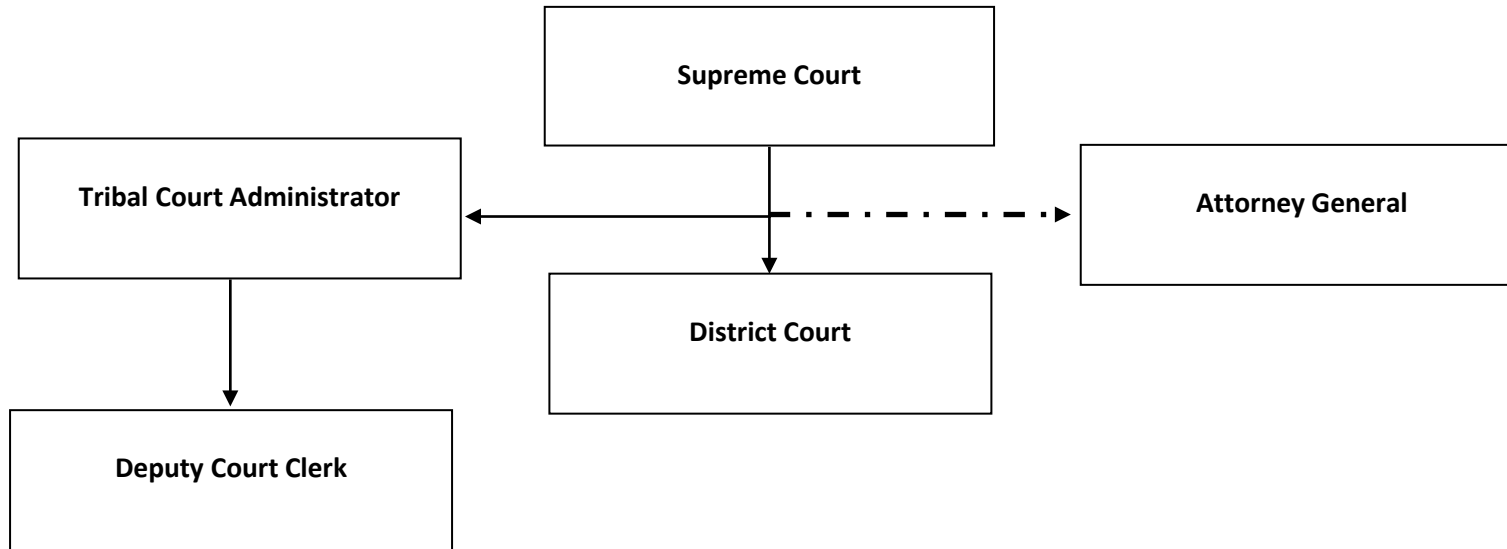 Supreme Court
Tribal Court Administrator
Attorney General
District Court
Deputy Court Clerk